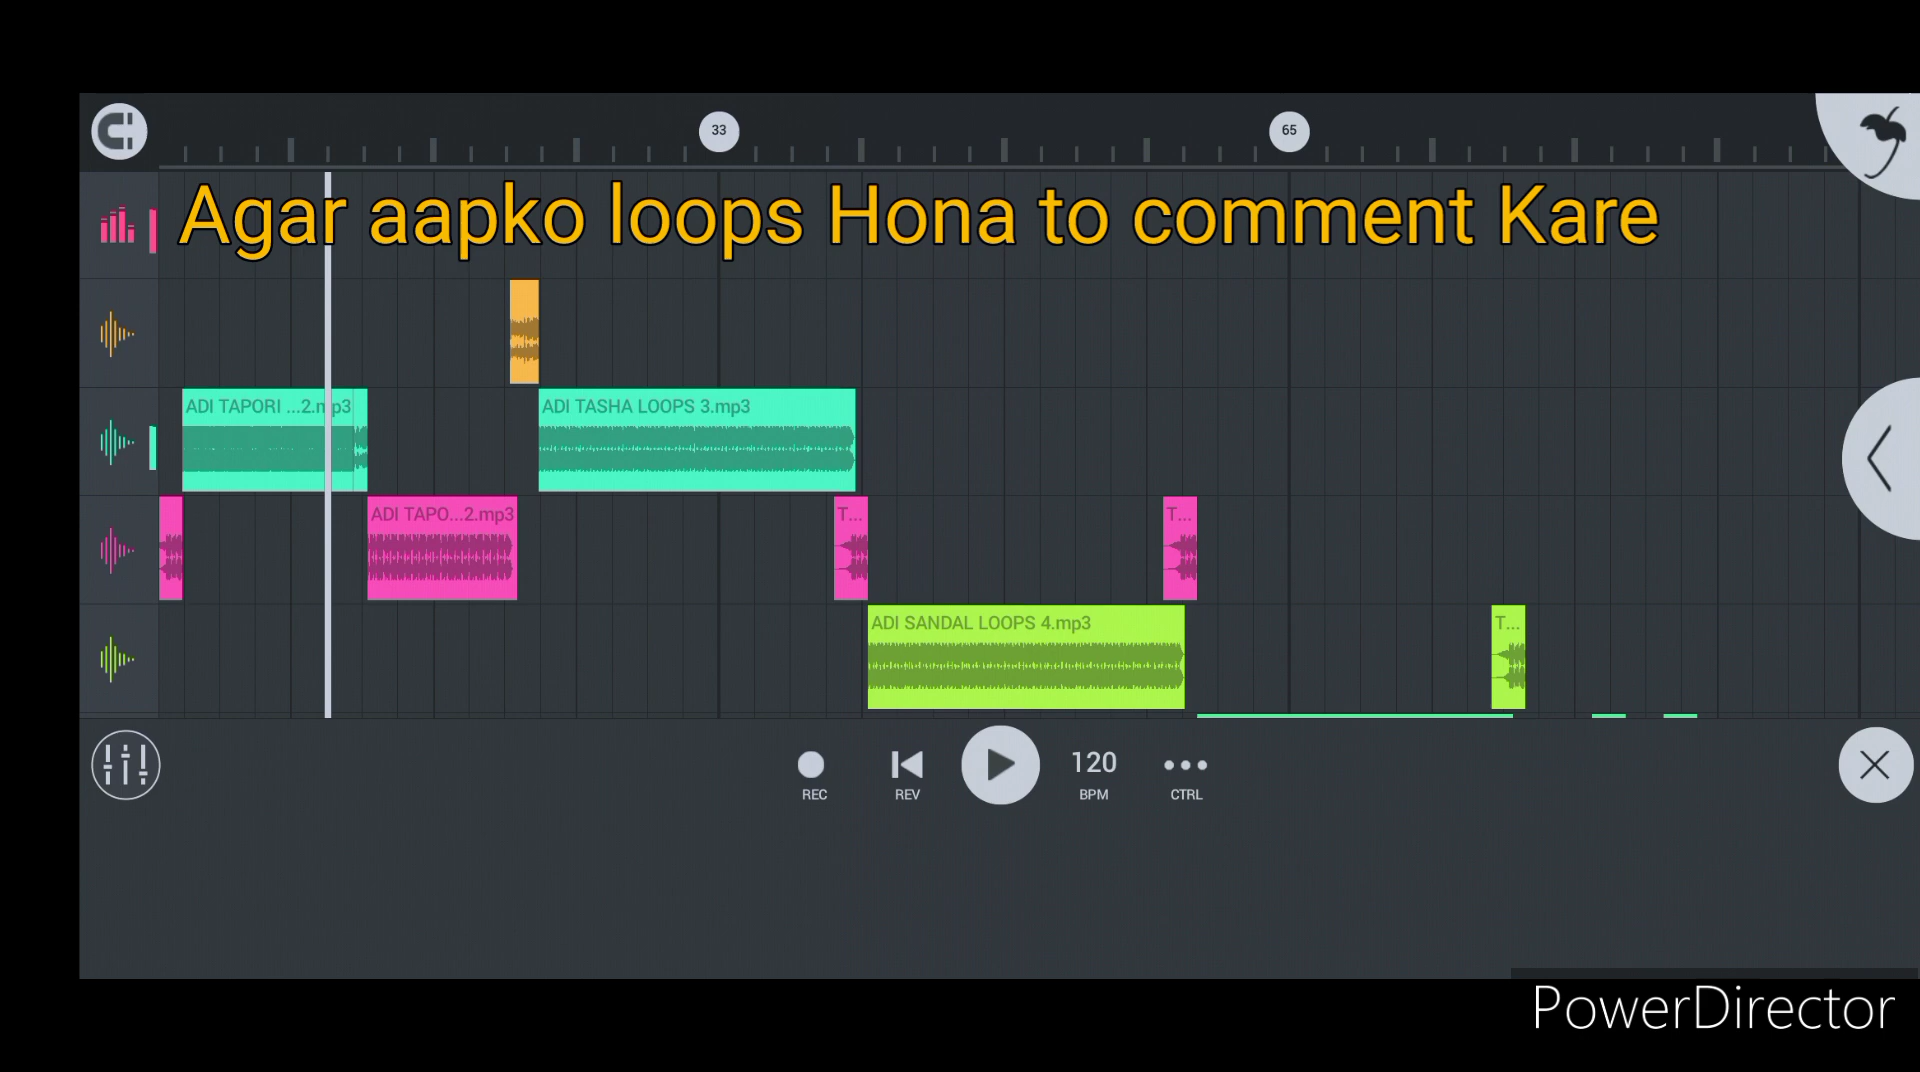 33
65
Agar aapko loops Hona to comment Kare
ADI TAPORI ...2.mp3
ADI TASHA LOOPS 3.mp3
ADI TAPO...2.mp3
T...
T...
ADI SANDAL LOOPS 4.mp3
T...
120
REC
REV
BPM
CTRL
PowerDirector